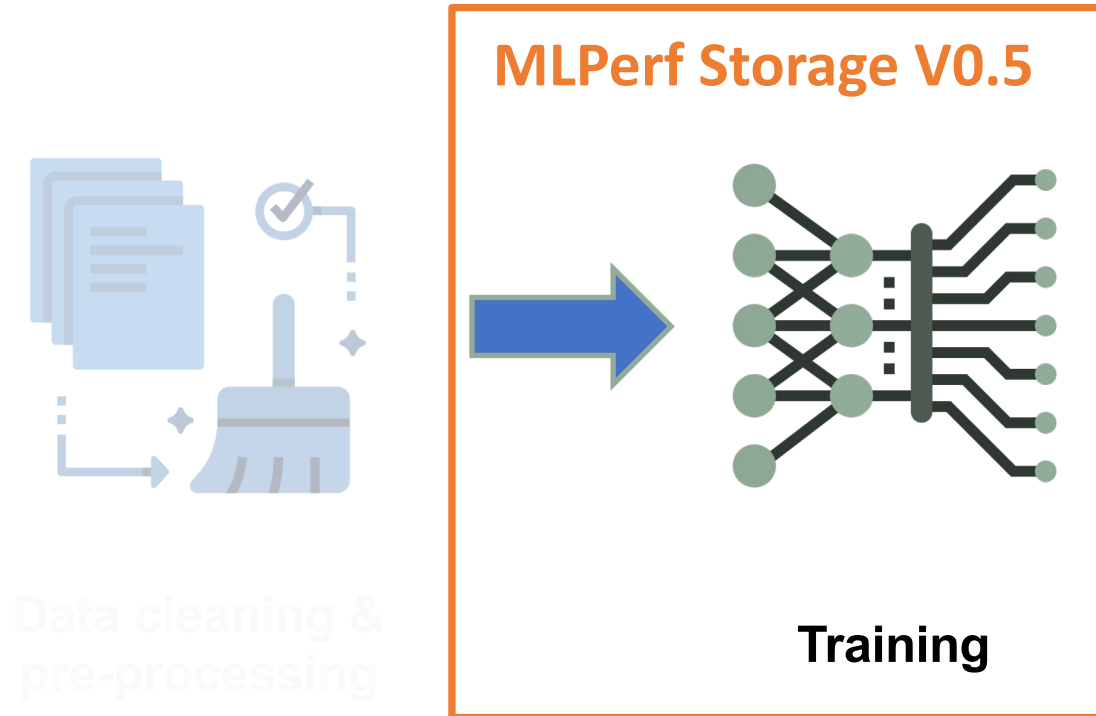 MLPerf Storage V0.5
Data cleaning &
pre-processing
Training